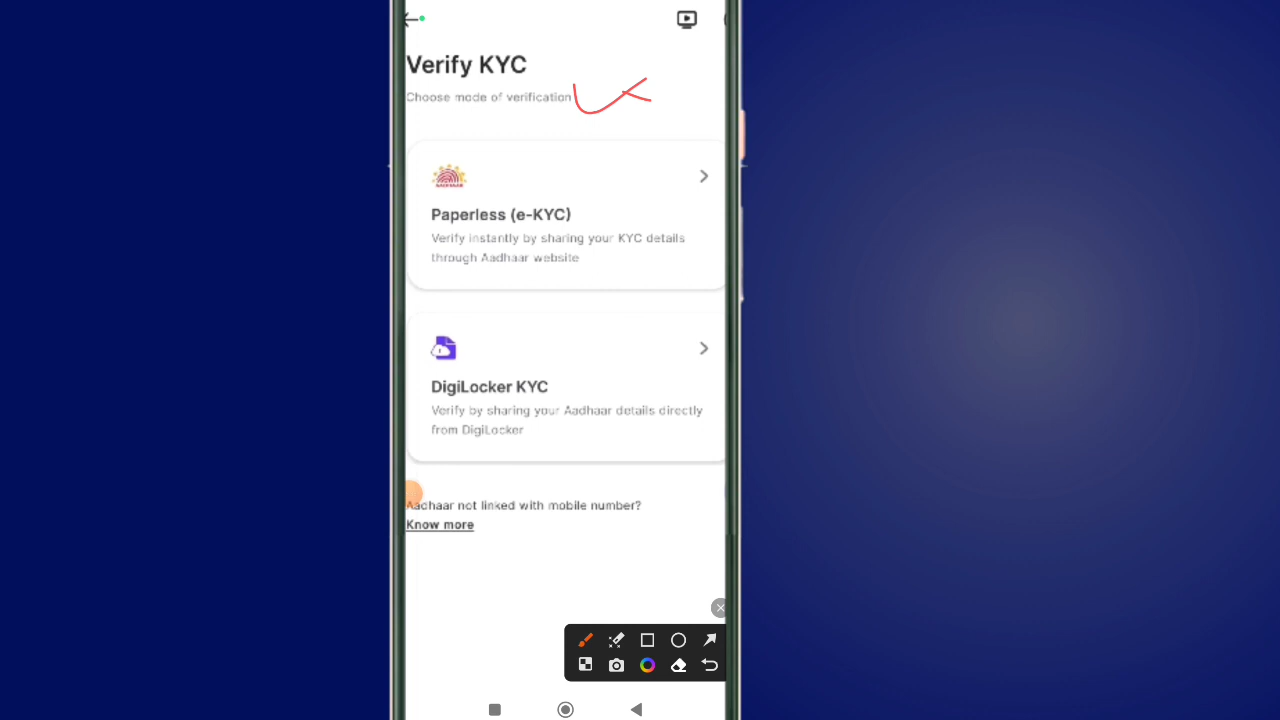 Verify KYC
Choose mode of verification
AADHAAR
Paperless (e-KYC)
Verify instantly by sharing your KYC details
through Aadhaar website
DigiLocker KYC
Verify by sharing your Aadhaar details directly
from DigiLocker
Aadhaar not linked with mobile number?
Know more